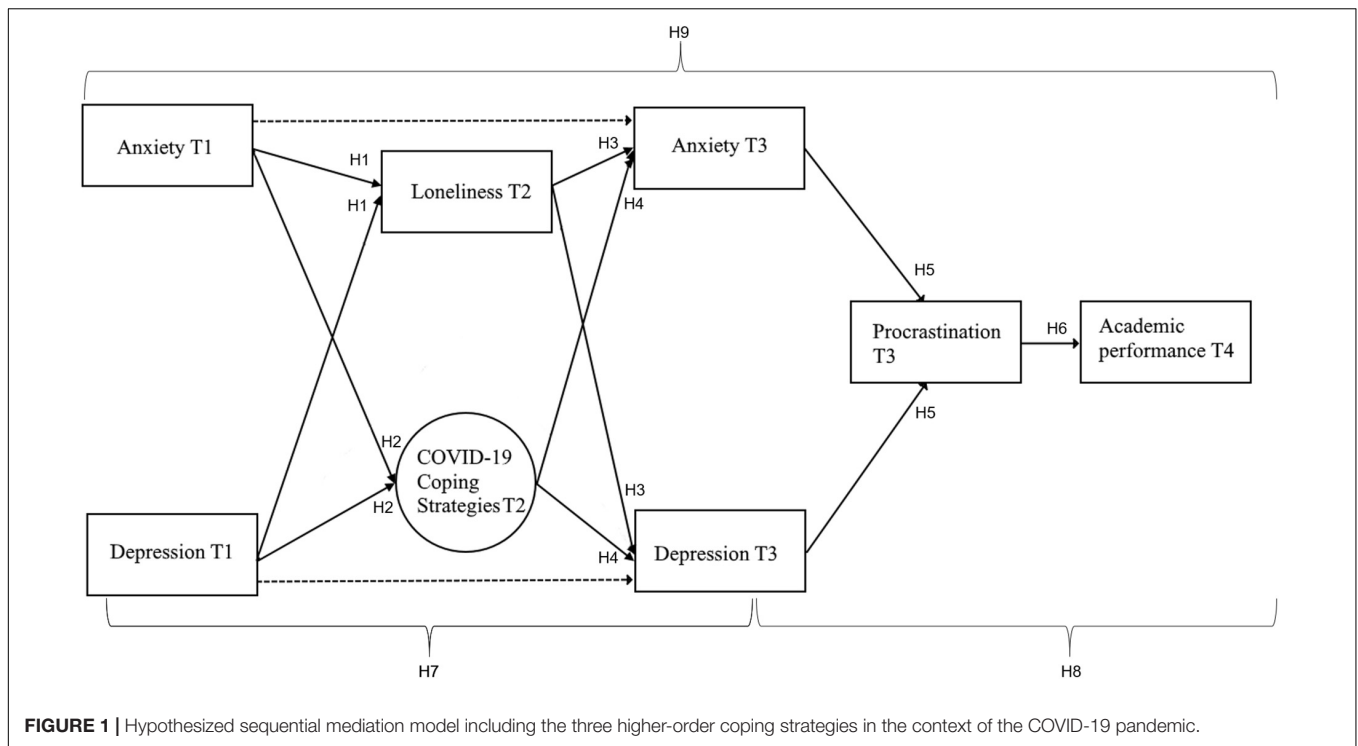 H9
Anxiety T1
Anxiety T3
H1
H3
Loneliness T2
H1
H4
H5
Procrastination
T3
H6
Academic
performance T4
H5
H2
COVID-19
Coping
Strategies T2
H2
H3
Depression T1
H4
Depression T3
H7
H8
FIGURE 1 | Hypothesized sequential mediation model including the three higher-order coping strategies in the context of the COVID-19 pandemic.